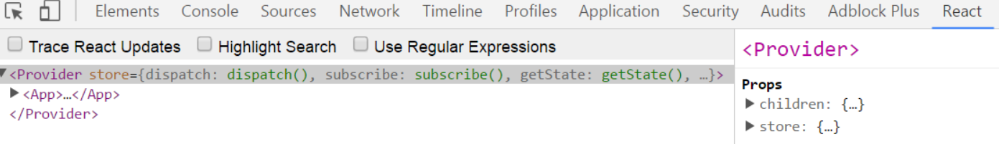 Elements Console Sources Network Timeline Profiles Application Security Audits Adblock Plus React
Trace React Updates Highlight Search Use Regular Expressions
<Provider store={dispatch: dispatch(), subscribe: subscribe(), getState: getState(), …}>
<App>…</App>
</Provider>
<Provider>
Props
children: {…}
store: {…}